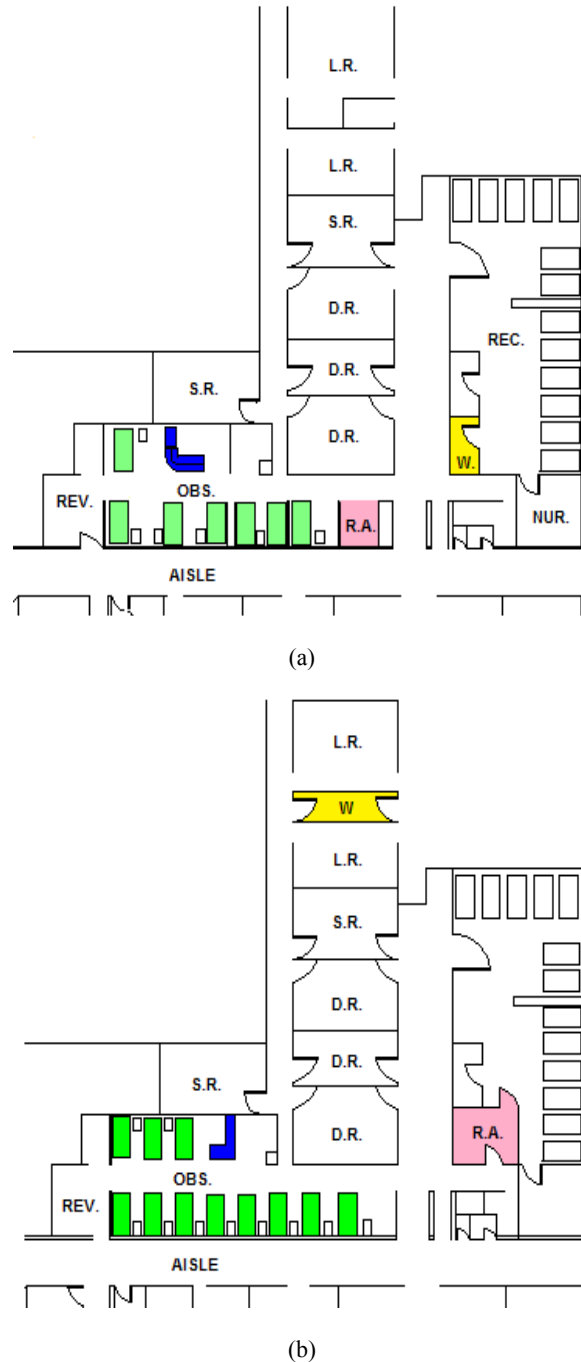 L.R.
L.R.
S.R.
D.R.
REC.
D.R.
S.R.
D.R.
W.
OBS.
REV.
R.A.
NUR.
AISLE
(a)
L.R.
W
L.R.
S.R.
D.R.
D.R.
S.R.
D.R.
R.A.
OBS.
REV.
AISLE
(b)